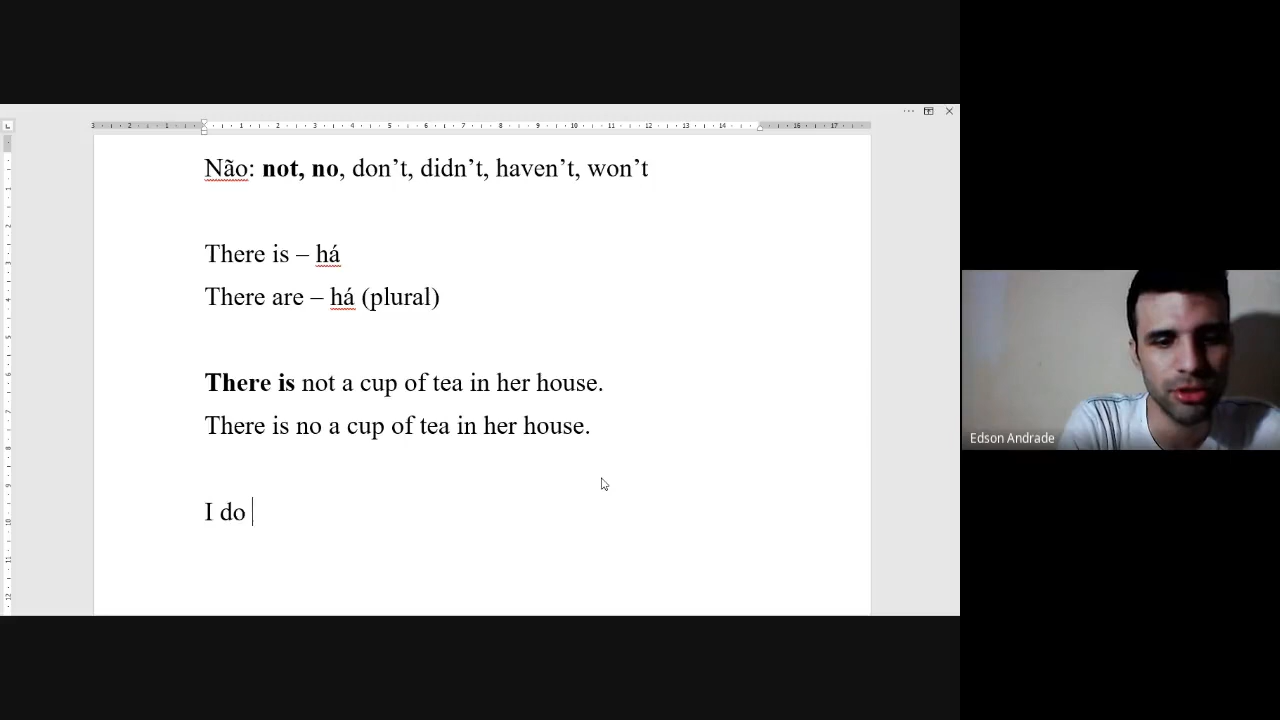 Não: not, no, don’t, didn’t, haven’t, won’t
There is – há
There are – há (plural)
There is not a cup of tea in her house.
There is no a cup of tea in her house.
I do
Edson Andrade